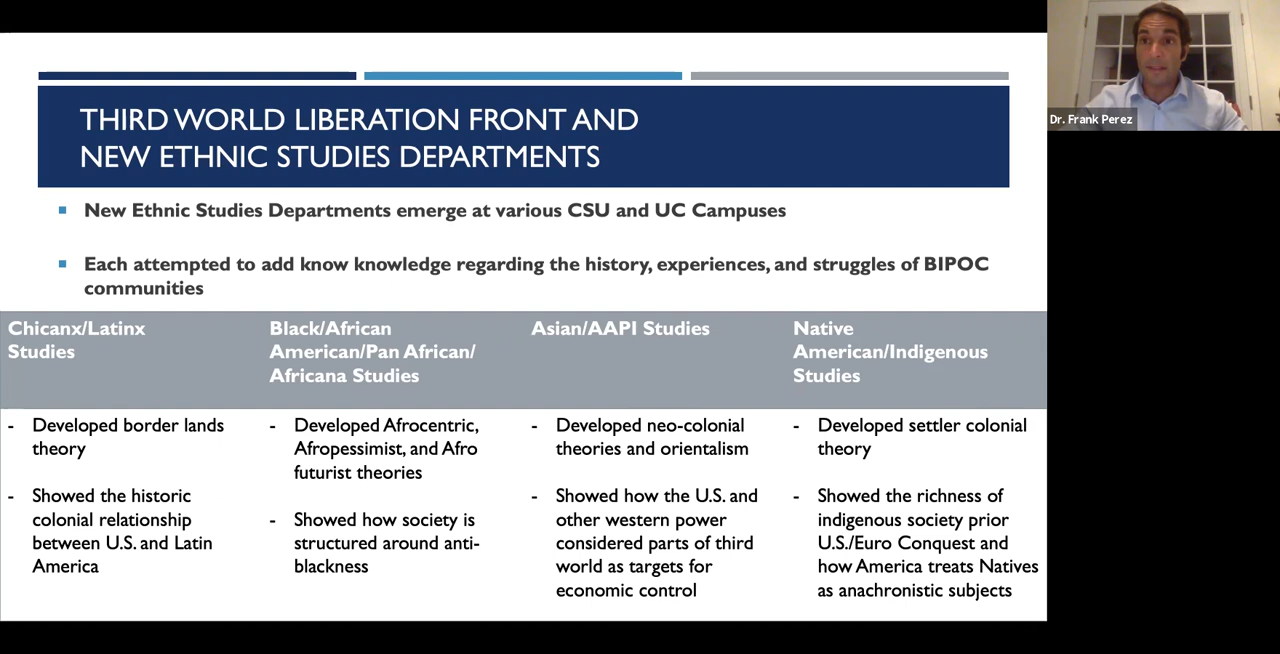 THIRD WORLD LIBERATION FRONT AND
NEW ETHNIC STUDIES DEPARTMENTS
Dr. Frank Perez
New Ethnic Studies Departments emerge at various CSU and UC Campuses
Each attempted to add know knowledge regarding the history, experiences, and struggles of BIPOC
communities
Chicanx/Latinx
Studies
- Developed border lands
theory
- Showed the historic
colonial relationship
between U.S. and Latin
America
Black/African
American/Pan African/
Africana Studies
- Developed Afrocentric,
Afropessimist, and Afro
futurist theories
- Showed how society is
structured around anti-
blackness
Asian/AAPI Studies
- Developed neo-colonial
theories and orientalism
- Showed how the U.S. and
other western power
considered parts of third
world as targets for
economic control
Native
American/Indigenous
Studies
- Developed settler colonial
theory
- Showed the richness of
indigenous society prior
U.S./Euro Conquest and
how America treats Natives
as anachronistic subjects